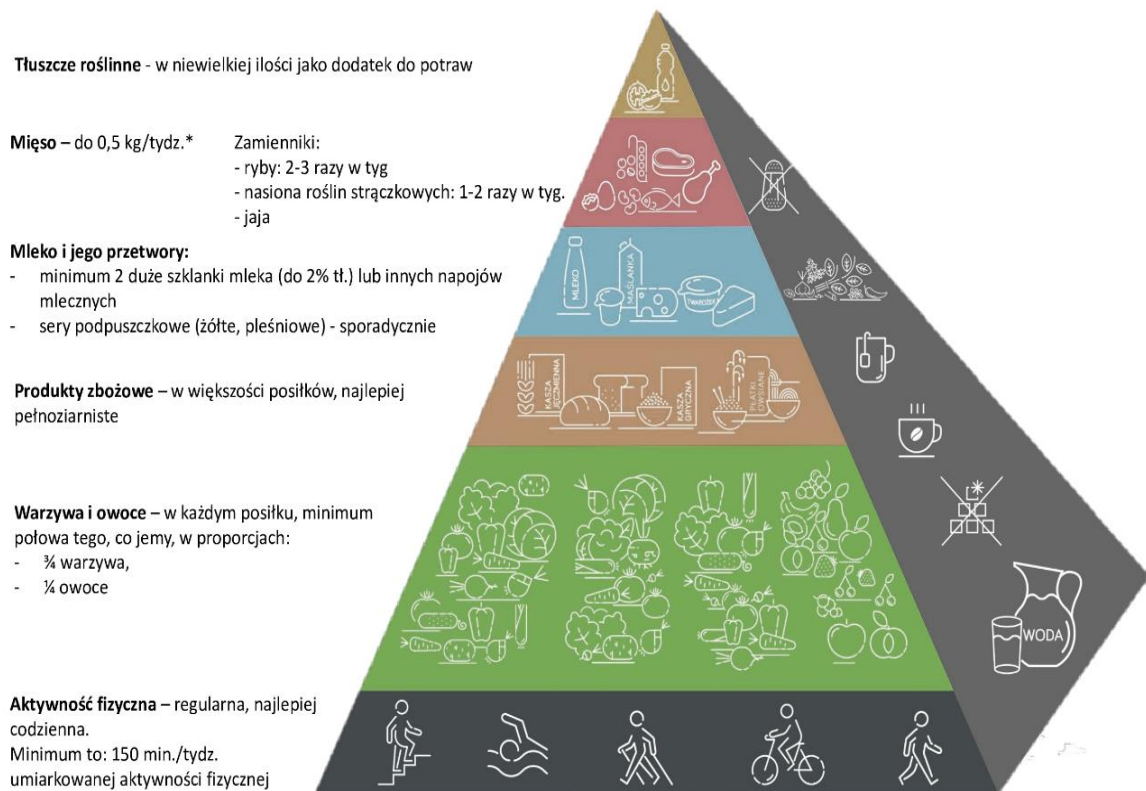 Tłuszcze roślinne - w niewielkiej ilości jako dodatek do potraw
Mięso – do 0,5 kg/tydz.*
Zamienniki:
- ryby: 2-3 razy w tyg
- nasiona roślin strączkowych: 1-2 razy w tyg.
- jaja
Mleko i jego przetwory:
- minimum 2 duże szklanki mleka (do 2% tł.) lub innych napojów
mlecznych
- sery podpuszczkowe (żółte, pleśniowe) - sporadycznie
MLEKO
MAŚLANKA
TWAROŻEK
Produkty zbożowe – w większości posiłków, najlepiej
pełnoziarniste
KASZA
JĘCZMIENNA
KASZA
GRYCZNA
PŁATKI
OWSIANE
Warzywa i owoce – w każdym posiłku, minimum
połowa tego, co jemy, w proporcjach:
- ¾ warzywa,
- ¼ owoce
WODA
Aktywność fizyczna – regularna, najlepiej
codzienna.
Minimum to: 150 min./tydz.
umiarkowanej aktywności fizycznej